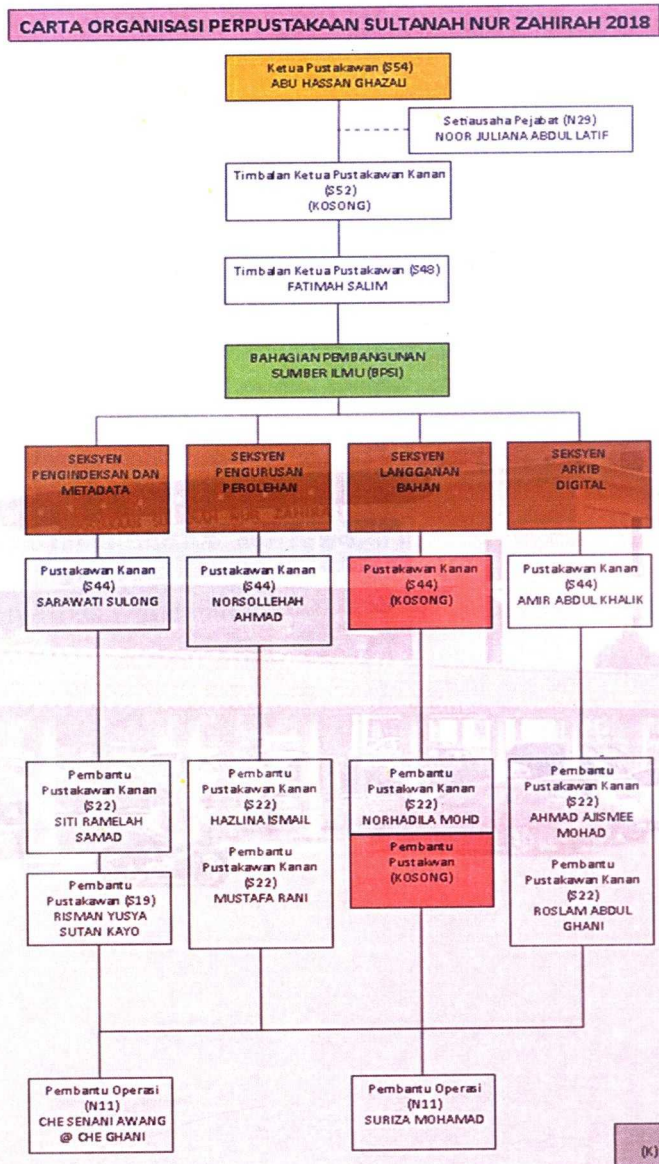 CARTA ORGANISASI PERPUSTAKAAN SULTANAH NUR ZAHIRAH 2018
Ketua Pustakawan (S54)
ABU HASSAN GHAZALI
Setiausaha Pejabat (N29)
NOOR JULIANA ABDUL LATIF
Timbalan Ketua Pustakawan Kanan
(S52)
(KOSONG)
Timbalan Ketua Pustakawan (S48)
FATIMAH SALIM
BAHAGIAN PEMBANGUNAN
SUMBER ILMU (BPSI)
SEKSYEN
PENGINDEKSAN DAN
METADATA
SEKSYEN
PENGURUSAN
PEROLEHAN
SEKSYEN
LANGGANAN
BAHAN
SEKSYEN
ARKIB
DIGITAL
Pustakawan Kanan
(S44)
SARAWATI SULONG
Pustakawan Kanan
(S44)
NORSOLLEHAH
AHMAD
Pustakawan Kanan
(S44)
(KOSONG)
Pustakawan Kanan
(S44)
AMIR ABDUL KHALIK
Pembantu
Pustakawan Kanan
(S22)
SITI RAMELAH
SAMAD
Pembantu
Pustakawan (S19)
RISMAN YUSYA
SUTAN KAYO
Pembantu
Pustakawan Kanan
(S22)
HAZLINA ISMAIL
Pembantu
Pustakawan Kanan
(S22)
MUSTAFA RANI
Pembantu
Pustakawan Kanan
(S22)
NORHADILA MOHD
Pembantu
Pustakwan
(KOSONG)
Pembantu
Pustakawan Kanan
(S22)
AHMAD AJISMEE
MOHAD
Pembantu
Pustakawan Kanan
(S22)
ROSLAM ABDUL
GHANI
Pembantu Operasi
(N11)
CHE SENANI AWANG
@ CHE GHANI
Pembantu Operasi
(N11)
SURIZA MOHAMAD
(K)